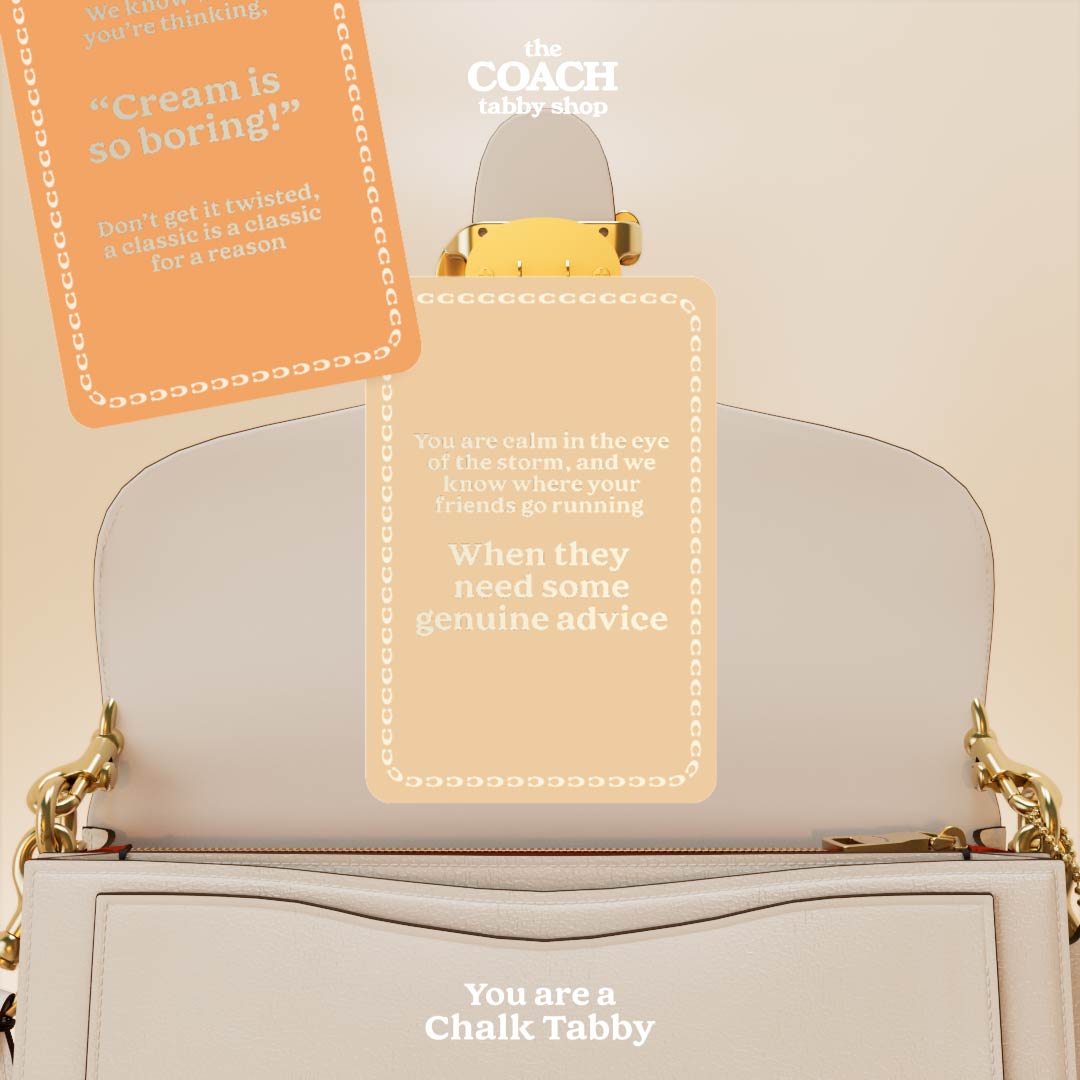 the
COACH
tabby shop
We know
you're thinking,
“Cream is
so boring!”
Don't get it twisted,
a classic is a classic
for a reason
You are calm in the eye
of the storm, and we
know where your
friends go running
When they
need some
genuine advice
You are a
Chalk Tabby